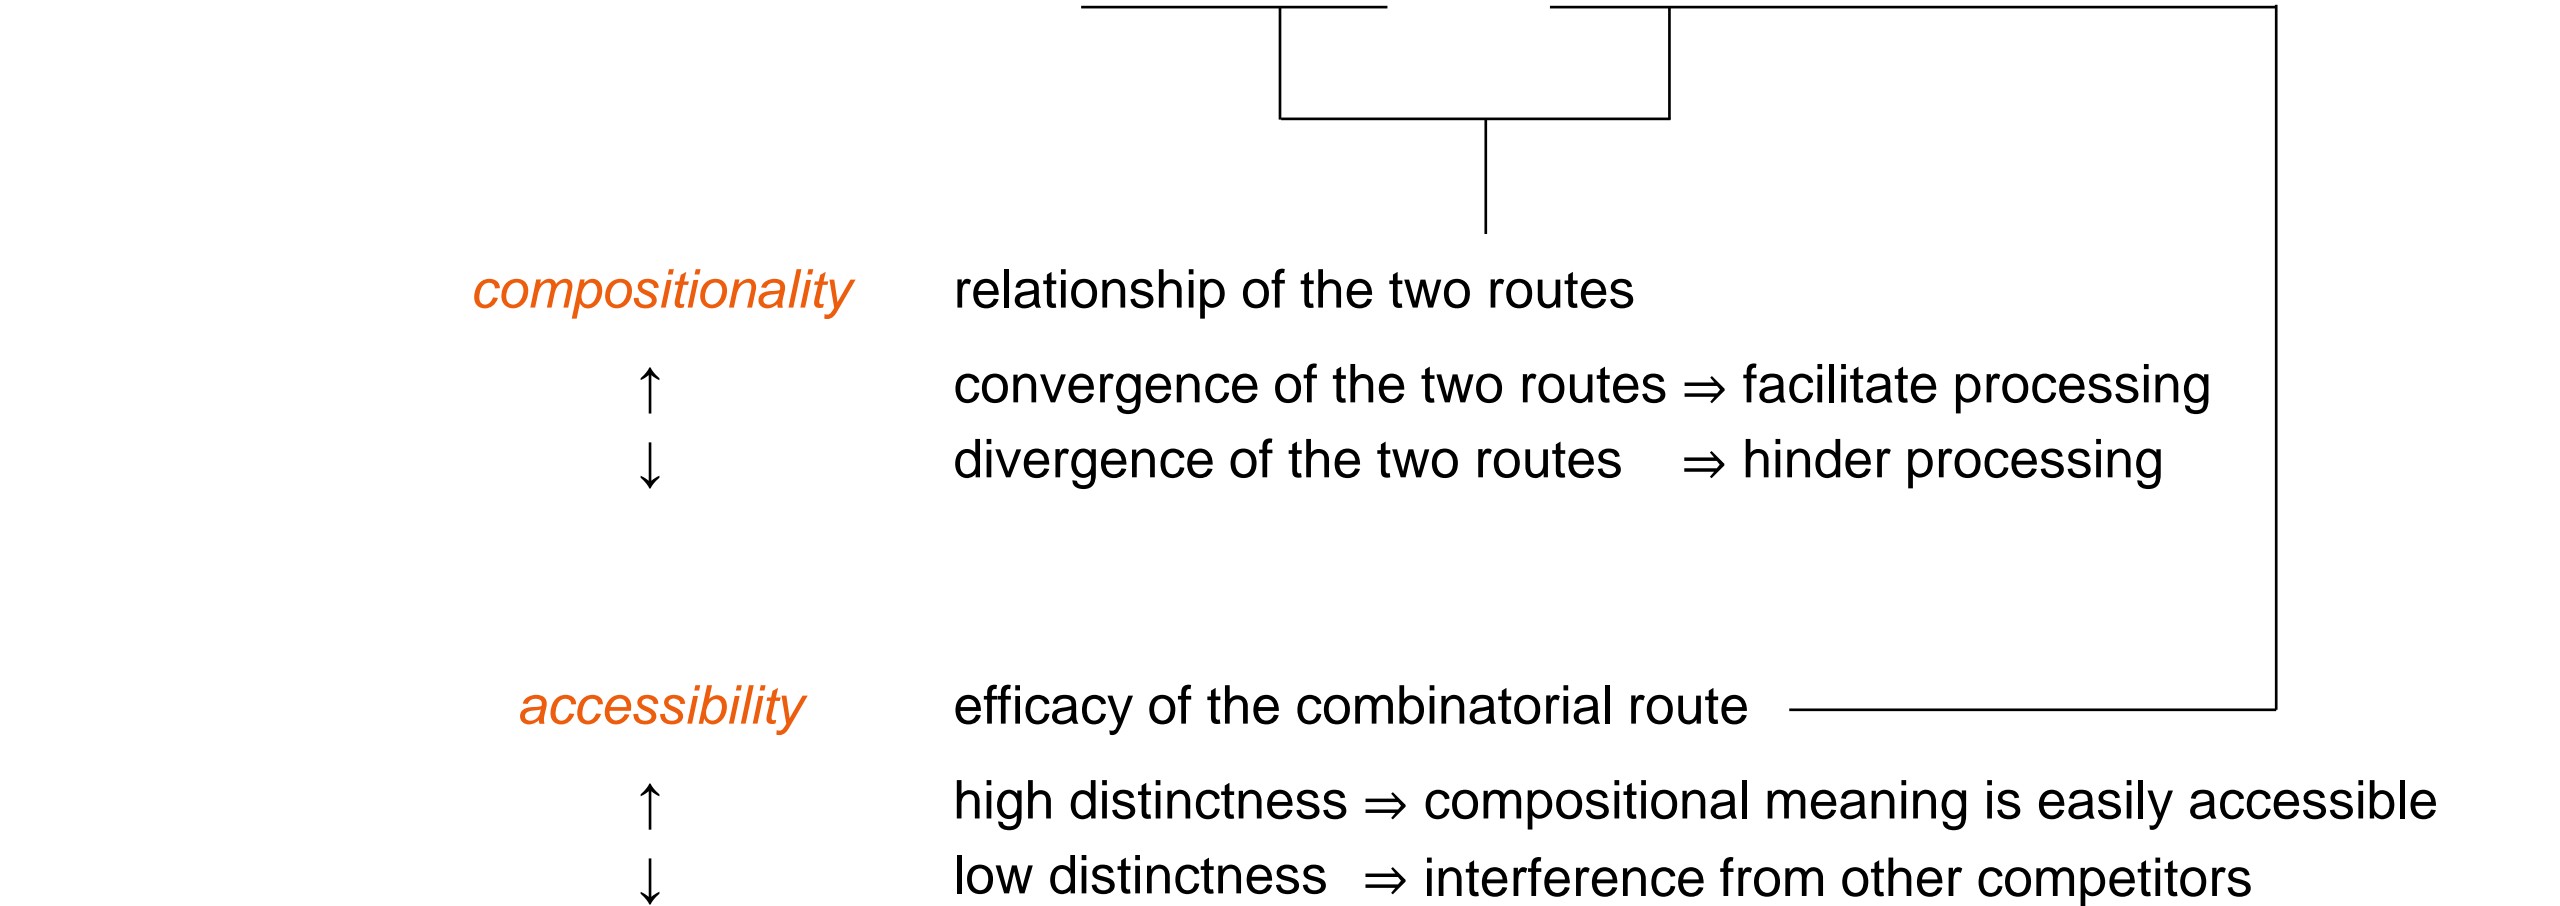 compositionality relationship of the two routes
↑ convergence of the two routes ⇒ facilitate processing
↓ divergence of the two routes ⇒ hinder processing
accessibility efficacy of the combinatorial route
↑ high distinctness ⇒ compositional meaning is easily accessible
↓ low distinctness ⇒ interference from other competitors